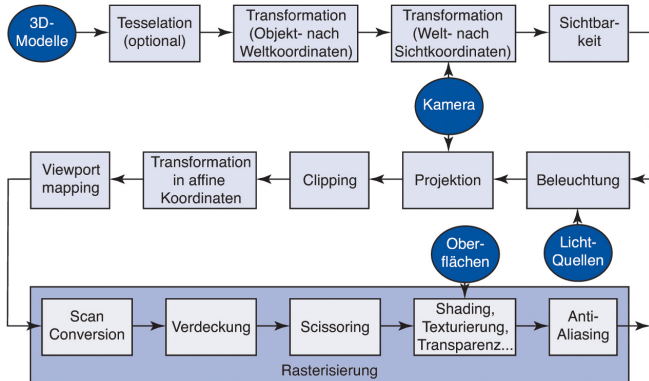 3D-
Modelle
Tesselation
(optional)
Transformation
(Objekt- nach
Weltkoordinaten)
Transformation
(Welt- nach
Sichtkoordinaten)
Sichtbar-
keit
Kamera
Viewport
mapping
Transformation
in affine
Koordinaten
Clipping
Projektion
Beleuchtung
Ober-
flächen
Licht-
Quellen
Scan
Conversion
Verdeckung
Scissoring
Shading,
Texturierung,
Transparenz...
Anti-
Aliasing
Rasterisierung